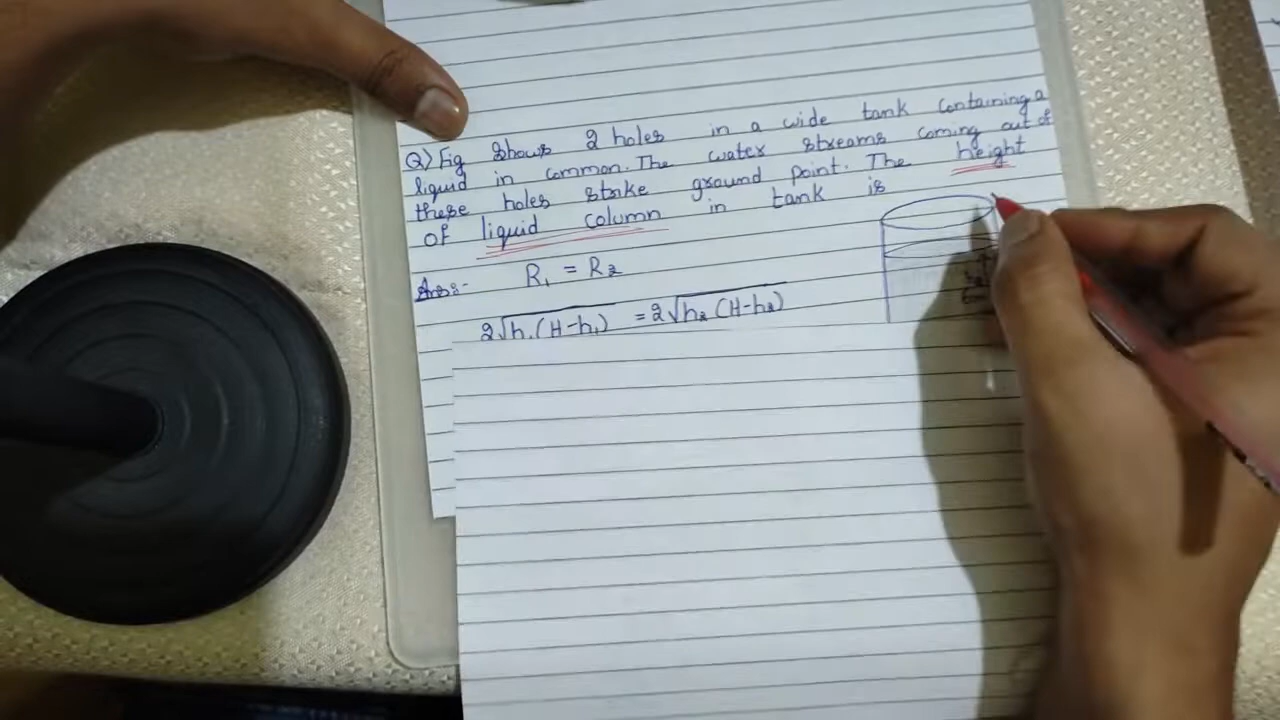 Q) Fig shows 2 holes in a wide tank containing a
liquid in common. The water streams coming out of
these holes strike ground point. The height
of liquid column in tank is
Ans:- R₁ = R₂
2√h₁(H-h₁) = 2√h₂(H-h₂)